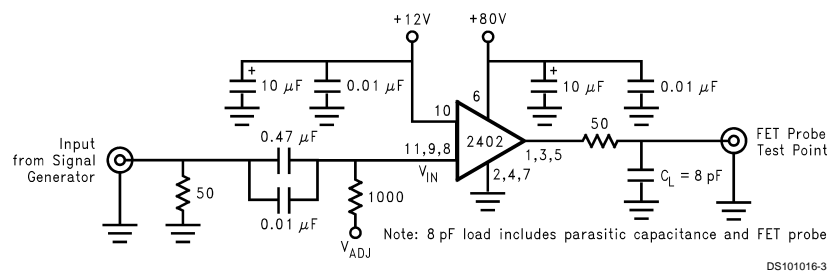 +12V
+80V
+
10 μF
0.01 μF
+
10 μF
0.01 μF
6
10
Input
from Signal
Generator
0.47 μF
11,9,8
V_IN
2402
1,3,5
2,4,7
50
FET Probe
Test Point
50
0.01 μF
1000
V_ADJ
C_L = 8 pF
Note: 8 pF load includes parasitic capacitance and FET probe
DS101016-3